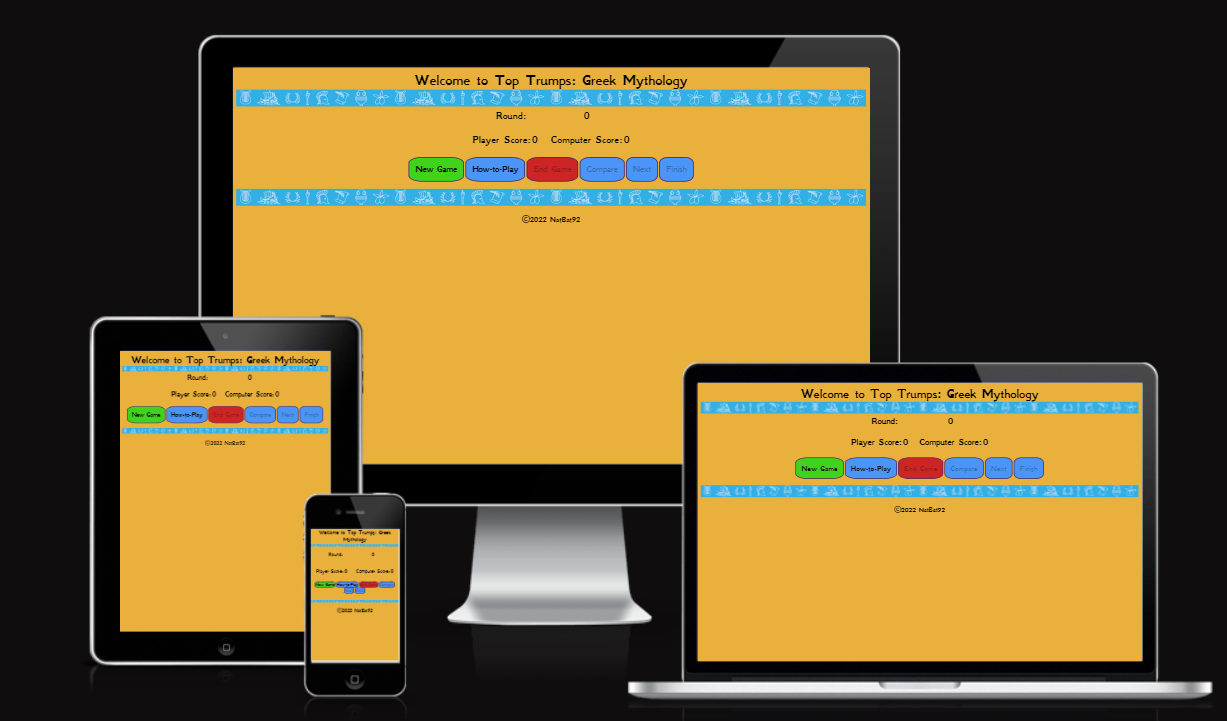 Welcome to Top Trumps: Greek Mythology
Round: 0
Player Score:0 Computer Score:0
New Game How-to-Play End Game Compare Next Finish
©2022 NatBat92
Welcome to Top Trumps: Greek Mythology
Round: 0
Player Score:0 Computer Score:0
New Game How-to-Play End Game Compare Next Finish
©2022 NatBat92
Welcome to Top Trumps: Greek
Mythology
Round: 0
Player Score:0 Computer Score:0
New Game How-to-Play
©2022 NatBat92
Welcome to Top Trumps: Greek Mythology
Round: 0
Player Score:0 Computer Score:0
New Game How-to-Play End Game Compare Next Finish
©2022 NatBat92